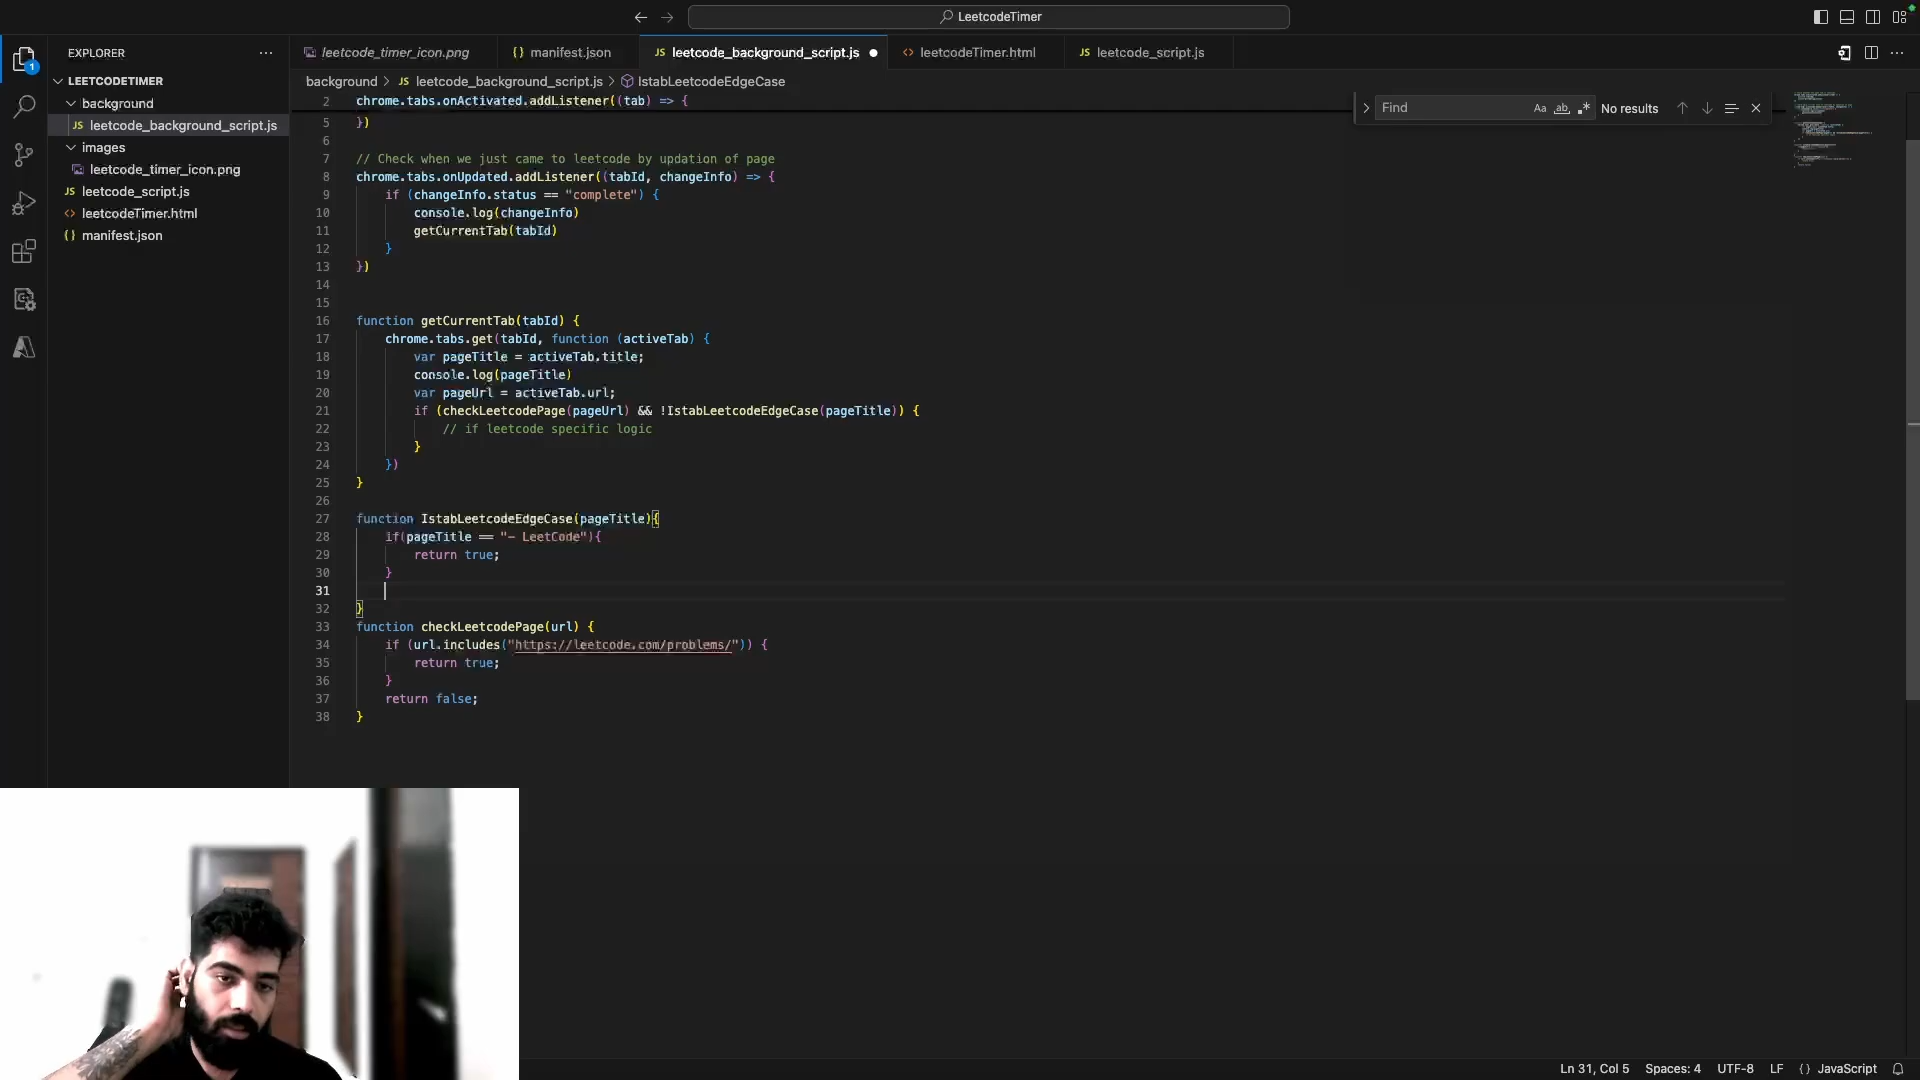 LeetcodeTimer
EXPLORER
leetcode_timer_icon.png
{} manifest.json
JS leetcode_background_script.js
<> leetcodeTimer.html
JS leetcode_script.js
LEETCODETIMER
background
JS leetcode_background_script.js
images
leetcode_timer_icon.png
JS leetcode_script.js
<> leetcodeTimer.html
{} manifest.json
1
background > JS leetcode_background_script.js > IstabLeetcodeEdgeCase
Find
Aa ab .*
No results
2 chrome.tabs.onActivated.addListener((tab) => {
5 })
6
7 // Check when we just came to leetcode by updation of page
8 chrome.tabs.onUpdated.addListener((tabId, changeInfo) => {
9 if (changeInfo.status == "complete") {
10 console.log(changeInfo)
11 getCurrentTab(tabId)
12 }
13 })
14
15
16 function getCurrentTab(tabId) {
17 chrome.tabs.get(tabId, function (activeTab) {
18 var pageTitle = activeTab.title;
19 console.log(pageTitle)
20 var pageUrl = activeTab.url;
21 if (checkLeetcodePage(pageUrl) && !IstabLeetcodeEdgeCase(pageTitle)) {
22 // if leetcode specific logic
23 }
24 })
25 }
26
27 function IstabLeetcodeEdgeCase(pageTitle){
28 if(pageTitle == "- LeetCode"){
29 return true;
30 }
31
32 }
33 function checkLeetcodePage(url) {
34 if (url.includes("https://leetcode.com/problems/")) {
35 return true;
36 }
37 return false;
38 }
Ln 31, Col 5
Spaces: 4
UTF-8
LF
{} JavaScript